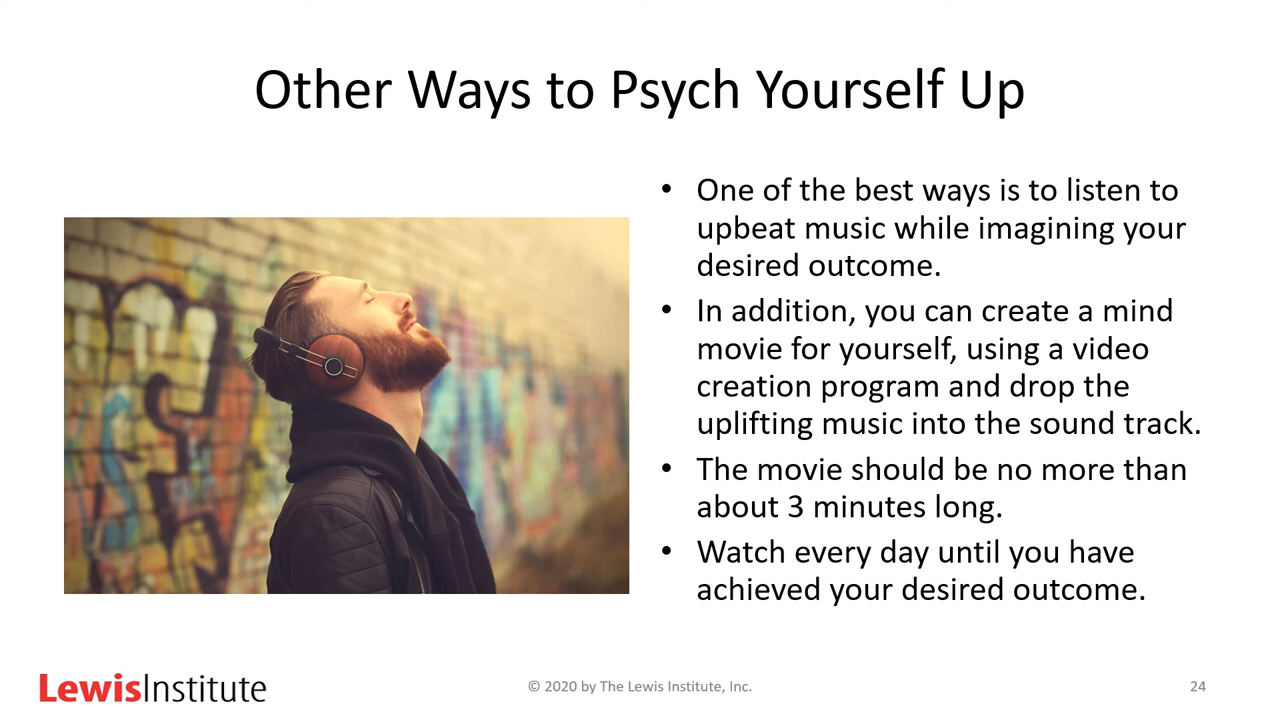 Other Ways to Psych Yourself Up
• One of the best ways is to listen to
upbeat music while imagining your
desired outcome.
• In addition, you can create a mind
movie for yourself, using a video
creation program and drop the
uplifting music into the sound track.
• The movie should be no more than
about 3 minutes long.
• Watch every day until you have
achieved your desired outcome.
LewisInstitute
© 2020 by The Lewis Institute, Inc.
24